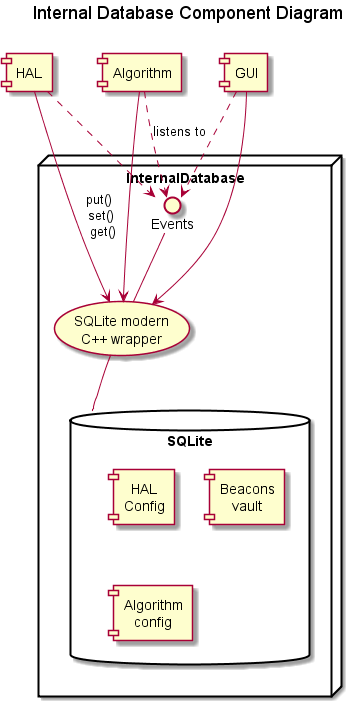 Internal Database Component Diagram
HAL
Algorithm
GUI
listens to
InternalDatabase
put()
set()
get()
Events
SQLite modern
C++ wrapper
SQLite
HAL
Config
Beacons
vault
Algorithm
config